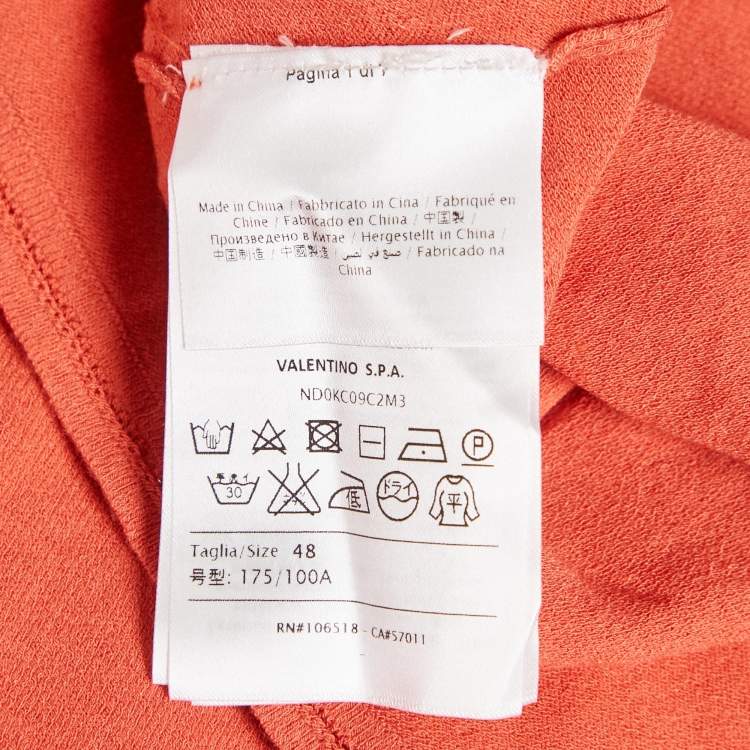 Pagina 1 di 1
Made in China / Fabbricato in Cina / Fabriqué en
Chine / Fabricado en China / 中国製 /
Произведено в Китае / Hergestellt in China /
中国制造 / 中國製造 / صنع في الصين / Fabricado na
China
VALENTINO S.P.A.
ND0KC09C2M3
P
30 低 ドライ 平
Taglia/Size 48
号型: 175/100A
RN#106518 - CA#57011